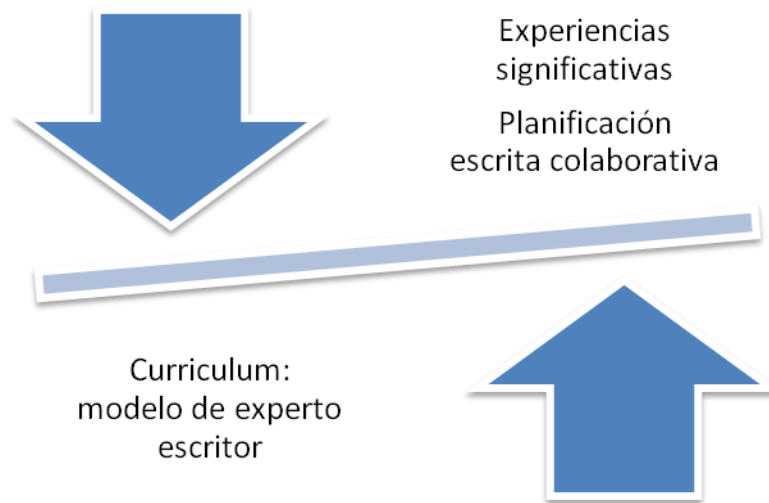 Experiencias
significativas
Planificación
escrita colaborativa
Curriculum:
modelo de experto
escritor